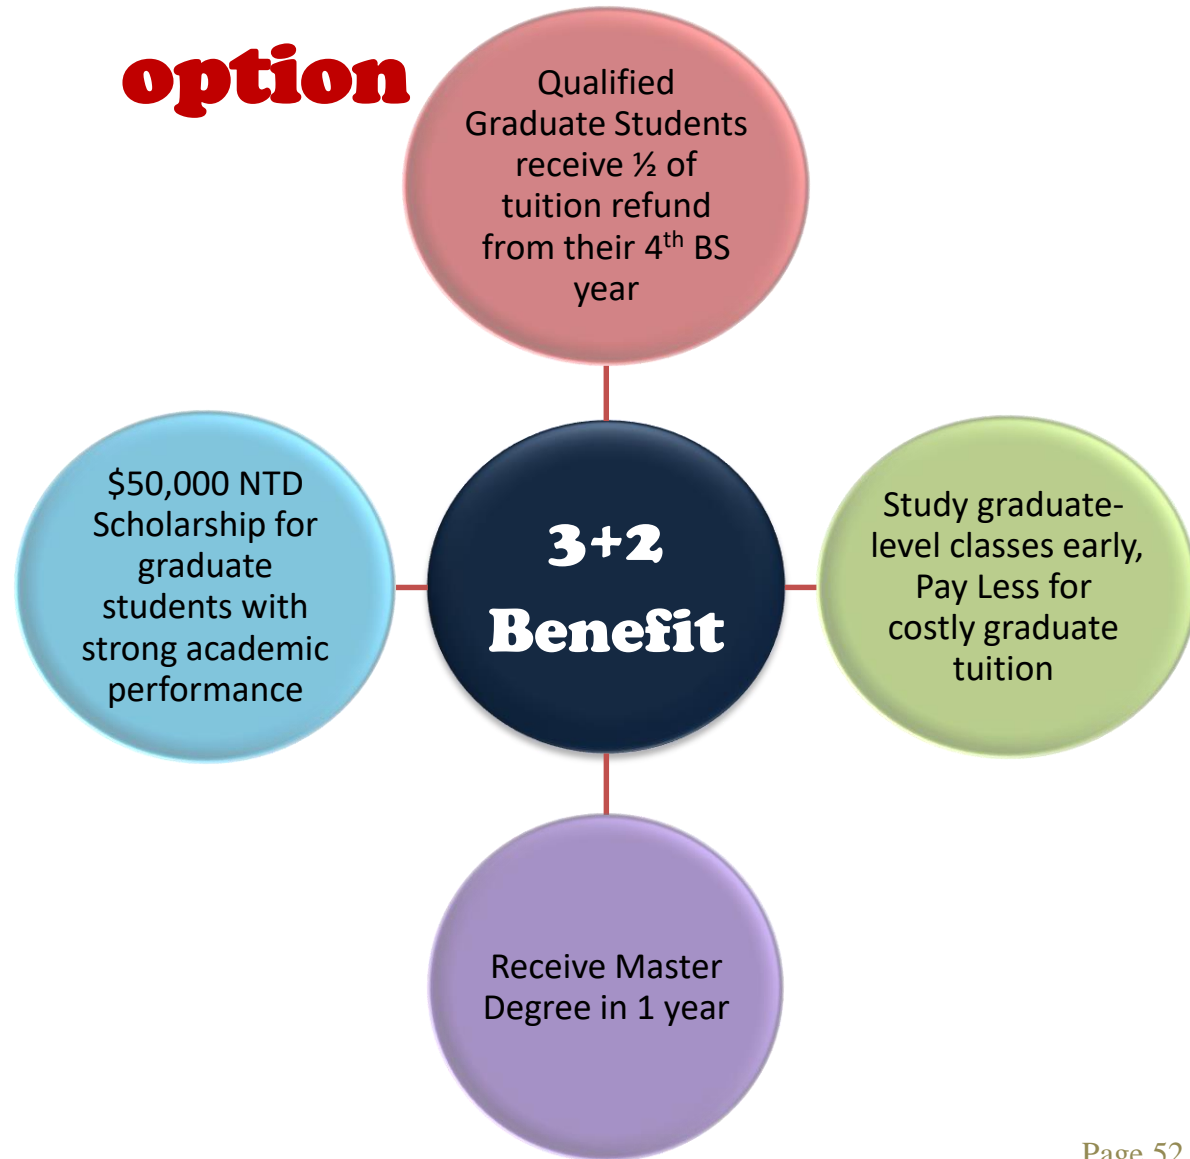 option
Qualified
Graduate Students
receive ½ of
tuition refund
from their 4th BS
year
$50,000 NTD
Scholarship for
graduate
students with
strong academic
performance
3+2
Benefit
Study graduate-
level classes early,
Pay Less for
costly graduate
tuition
Receive Master
Degree in 1 year
Page 52